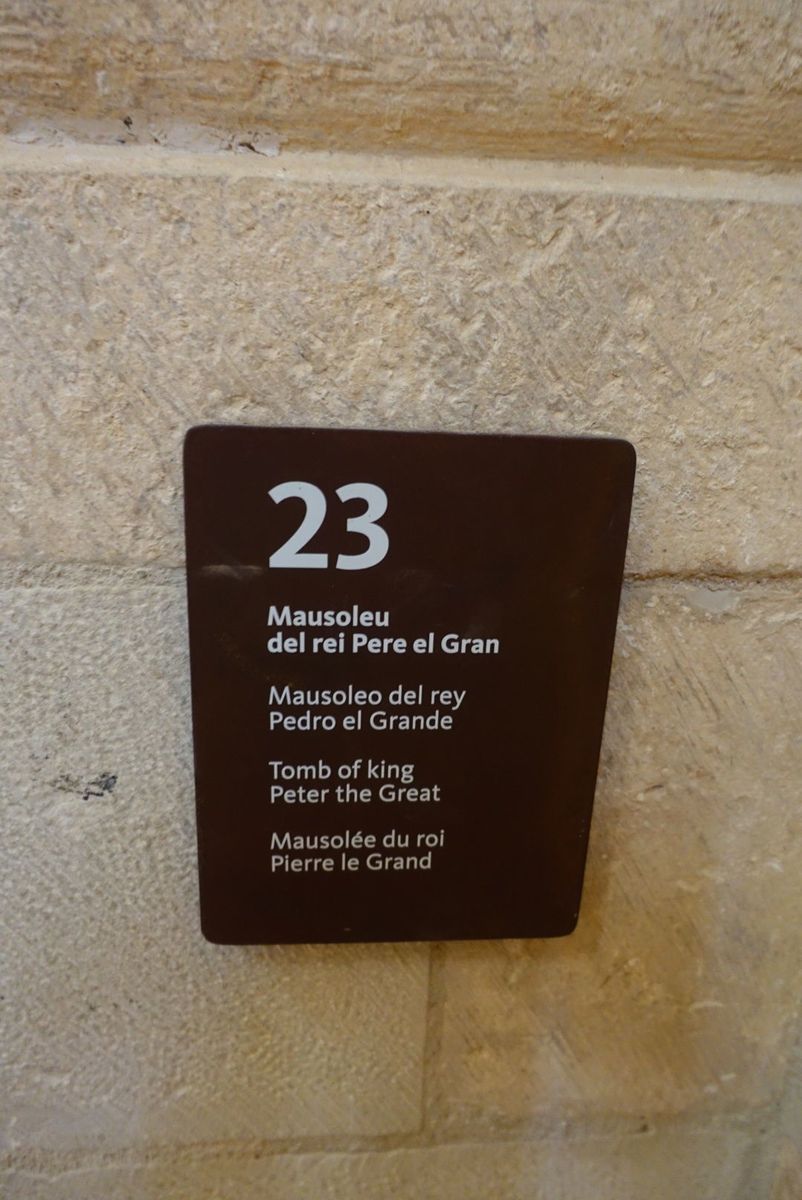 23
Mausoleu
del rei Pere el Gran
Mausoleo del rey
Pedro el Grande
Tomb of king
Peter the Great
Mausolée du roi
Pierre le Grand